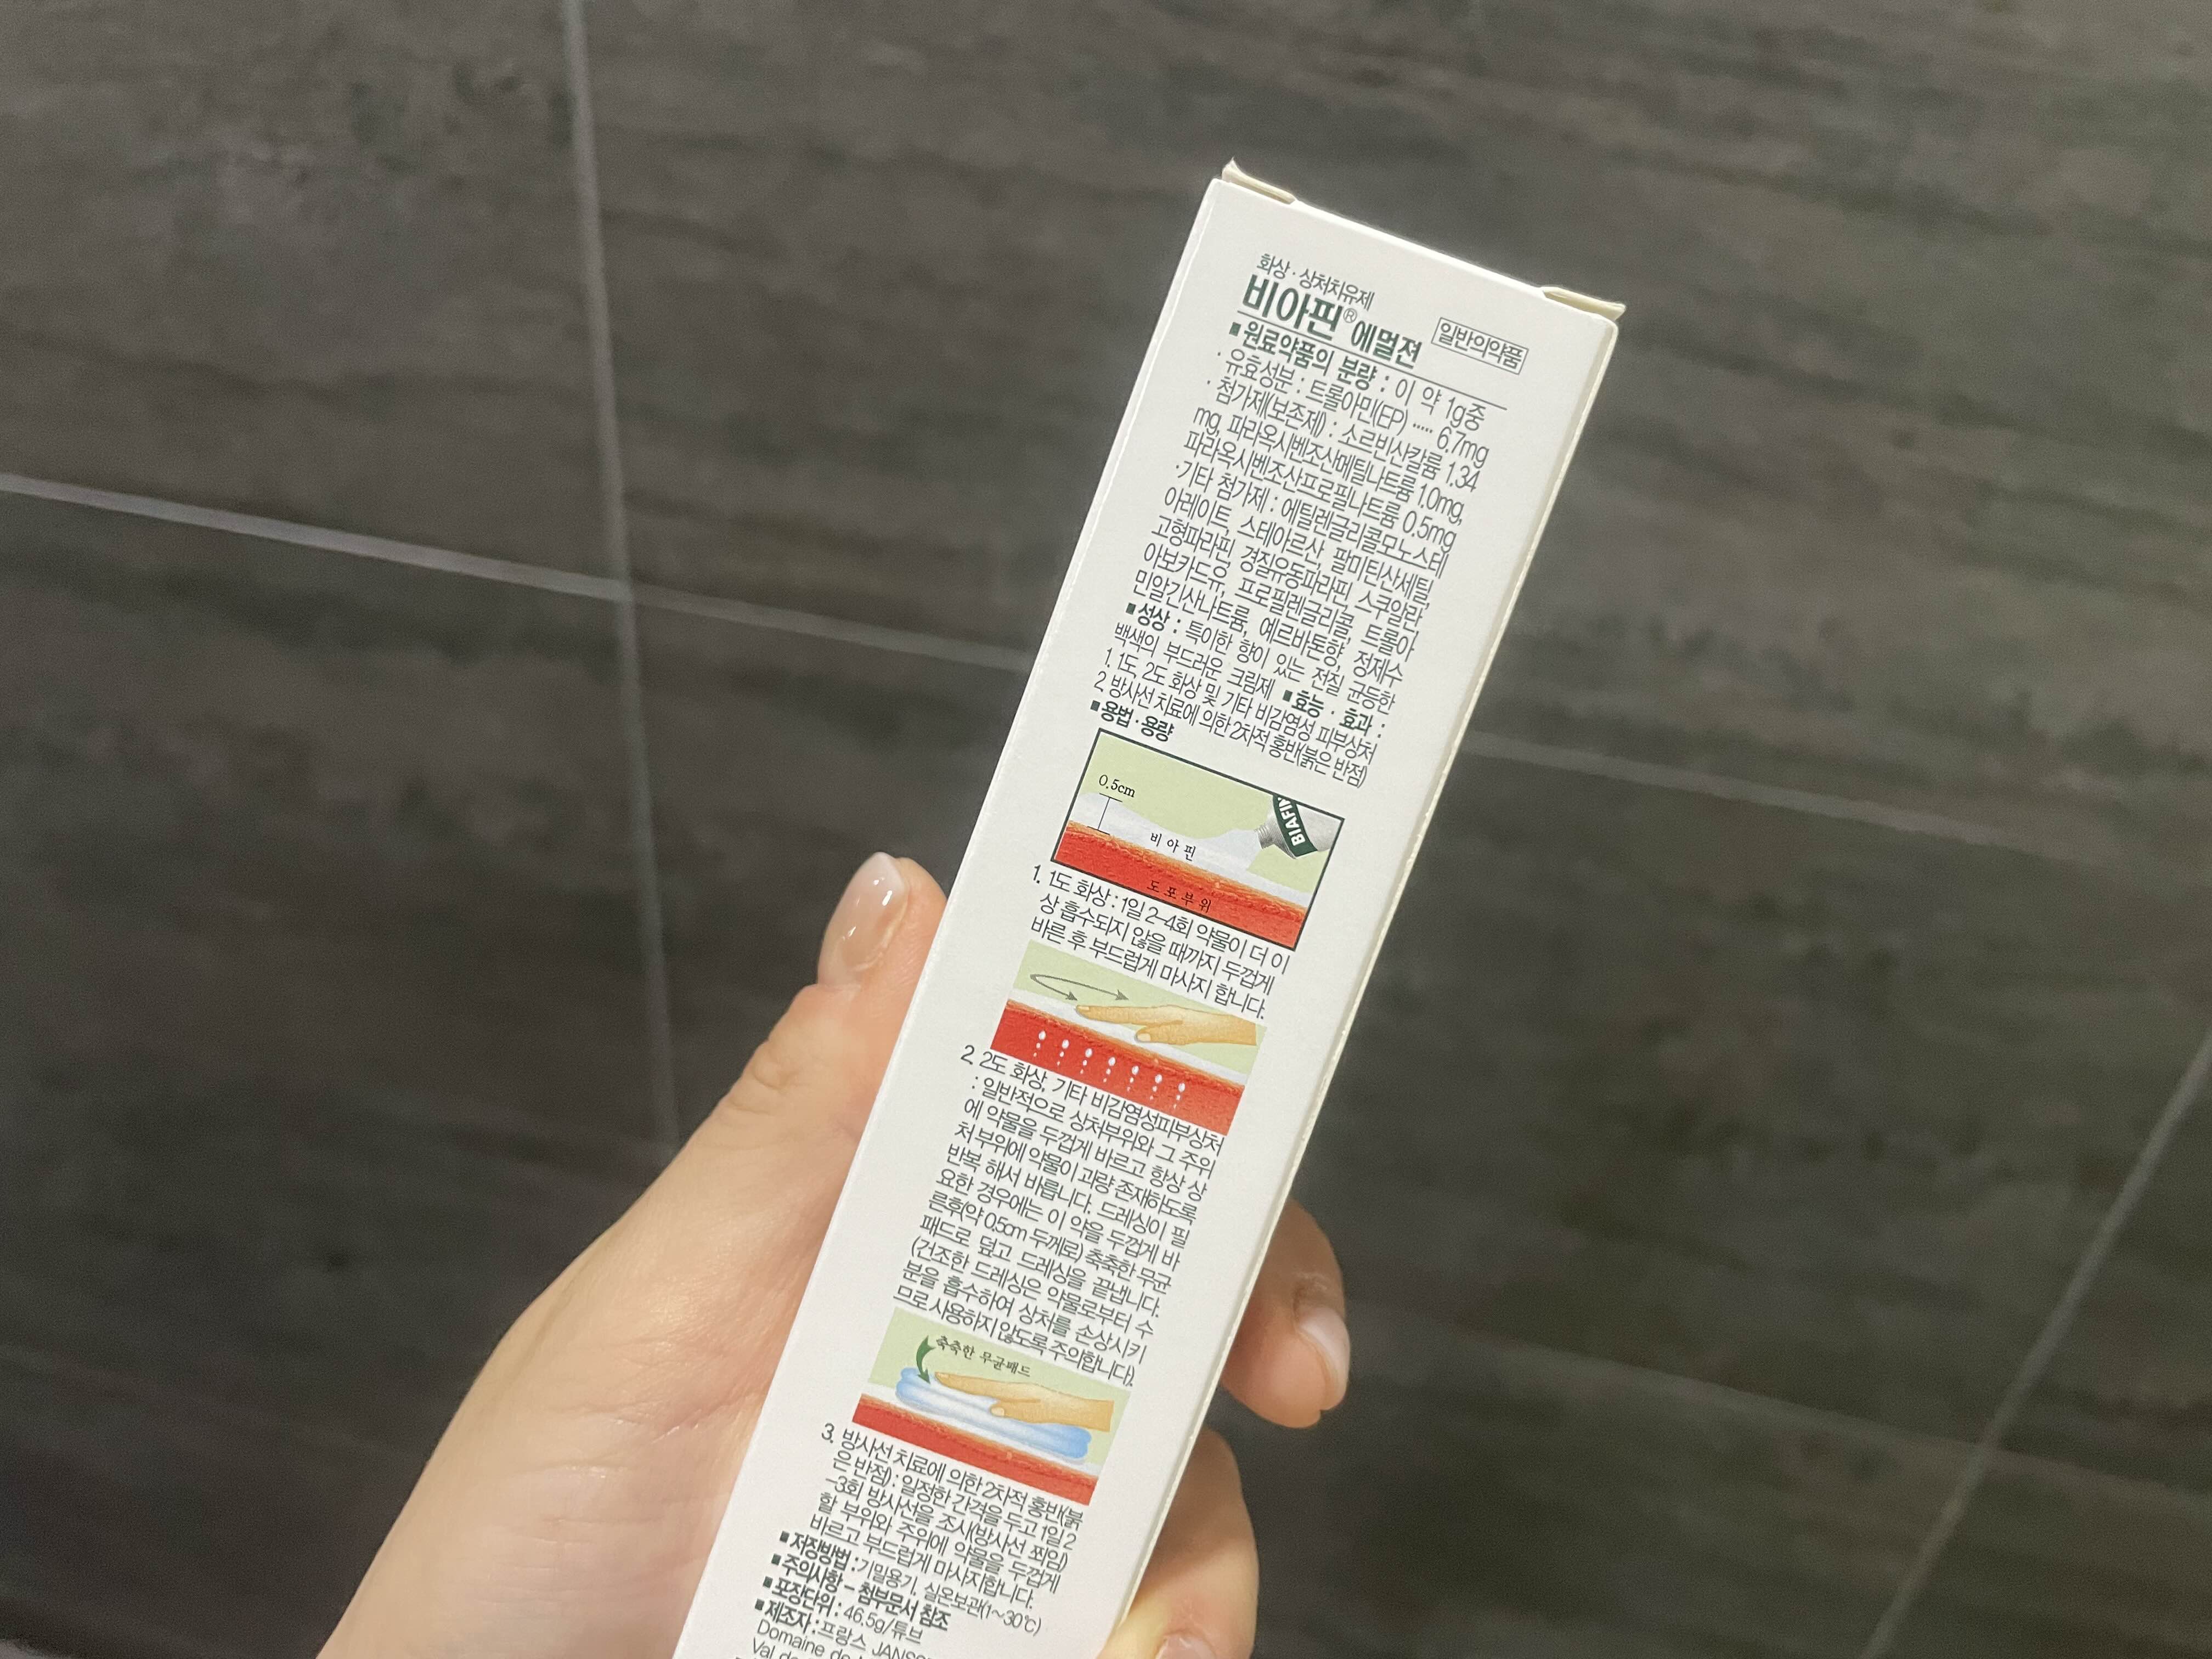 화상·상처치유제
비아핀® 에멀젼
일반의약품
■원료약품의 분량 : 이 약 1g중
·유효성분 : 트롤아민(EP) ····· 6.7mg
·첨가제(보존제) : 소르빈산칼륨 1.34
mg, 파라옥시벤조산메틸나트륨 1.0mg,
파라옥시벤조산프로필나트륨 0.5mg
·기타 첨가제 : 에틸렌글리콜모노스테
아레이트, 스테아르산, 팔미틴산세틸,
고형파라핀, 경질유동파라핀, 스쿠알란,
아보카드유, 프로필렌글리콜, 트롤아
민알기산나트륨, 예르바톤향, 정제수
■성상 : 특이한 향이 있는 전질 균등한
백색의 부드러운 크림제 ■효능·효과 :
1. 1도, 2도 화상 및 기타 비감염성 피부상처
2. 방사선 치료에 의한 2차적 홍반(붉은 반점)
■용법·용량
0.5cm
BIAFIN
비아핀
도포부위
1. 1도 화상 : 1일 2-4회 약물이 더 이
상 흡수되지 않을 때까지 두껍게
바른 후 부드럽게 마사지 합니다.
2. 2도 화상, 기타 비감염성피부상처
: 일반적으로 상처부위와 그 주위
에 약물을 두껍게 바르고 항상 상
처 부위에 약물이 과량 존재하도록
반복 해서 바릅니다. 드레싱이 필
요한 경우에는 이 약을 두껍게 바
른후(약 0.5cm 두께로) 축축한 무균
패드로 덮고 드레싱을 끝냅니다.
(건조한 드레싱은 약물로부터 수
분을 흡수하여 상처를 손상시키
므로 사용하지 않도록 주의합니다).
축축한 무균패드
3. 방사선 치료에 의한 2차적 홍반(붉
은 반점) : 일정한 간격을 두고 1일 2
-3회 방사선을 조사(방사선 쬐임)
할 부위와 주위에 약물을 두껍게
바르고 부드럽게 마사지합니다.
■저장방법 : 기밀용기, 실온보관(1~30℃)
■주의사항 - 첨부문서 참조
■포장단위 : 46.5g/튜브
■제조자 : 프랑스 JANS
Domaine de
Val de